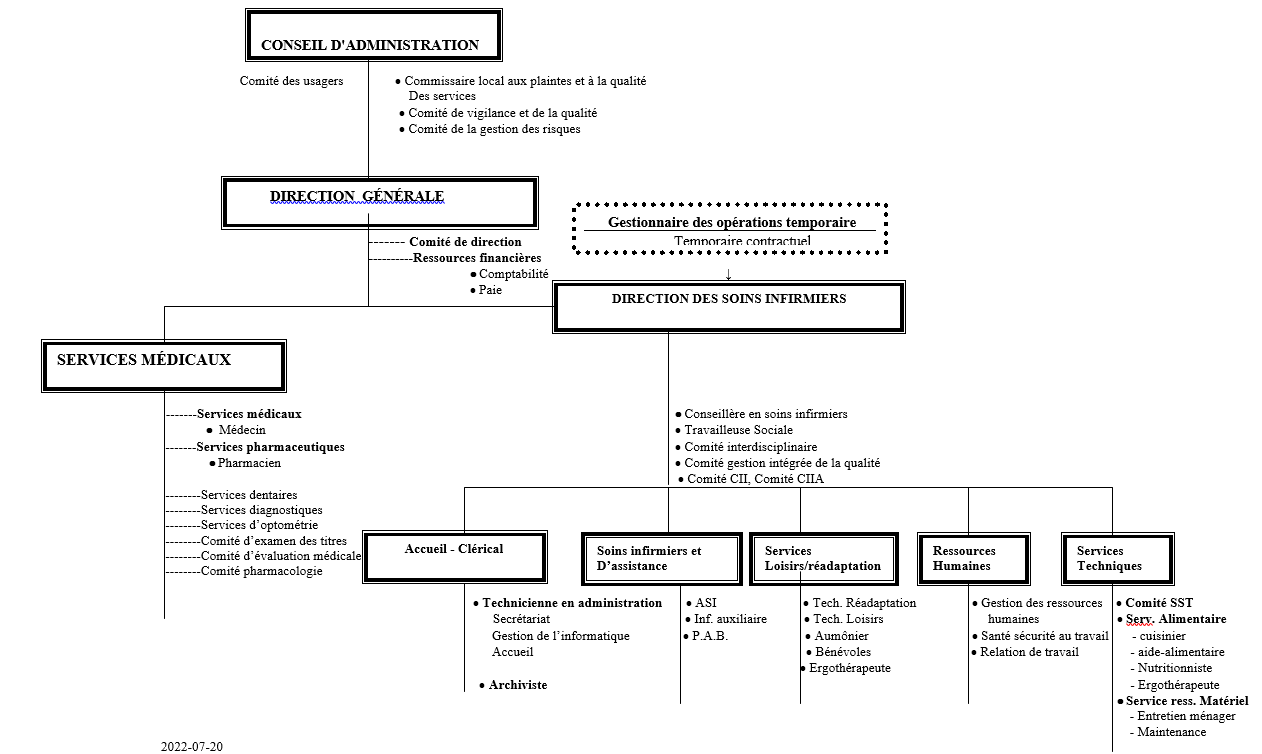 CONSEIL D'ADMINISTRATION
Comité des usagers
● Commissaire local aux plaintes et à la qualité
Des services
● Comité de vigilance et de la qualité
● Comité de la gestion des risques
DIRECTION GÉNÉRALE
------- Comité de direction
----------Ressources financières
● Comptabilité
● Paie
Gestionnaire des opérations temporaire
Temporaire contractuel
↓
DIRECTION DES SOINS INFIRMIERS
SERVICES MÉDICAUX
-------Services médicaux
● Médecin
-------Services pharmaceutiques
● Pharmacien
--------Services dentaires
--------Services diagnostiques
--------Services d’optométrie
--------Comité d’examen des titres
--------Comité d’évaluation médicale
--------Comité pharmacologie
● Conseillère en soins infirmiers
● Travailleuse Sociale
● Comité interdisciplinaire
● Comité gestion intégrée de la qualité
● Comité CII, Comité CIIA
Accueil - Clérical
● Technicienne en administration
Secrétariat
Gestion de l’informatique
Accueil
● Archiviste
Soins infirmiers et
D’assistance
● ASI
● Inf. auxiliaire
● P.A.B.
Services
Loisirs/réadaptation
● Tech. Réadaptation
● Tech. Loisirs
● Aumônier
● Bénévoles
● Ergothérapeute
Ressources
Humaines
● Gestion des ressources
humaines
● Santé sécurité au travail
● Relation de travail
Services
Techniques
● Comité SST
● Serv. Alimentaire
- cuisinier
- aide-alimentaire
- Nutritionniste
- Ergothérapeute
● Service ress. Matériel
- Entretien ménager
- Maintenance
2022-07-20